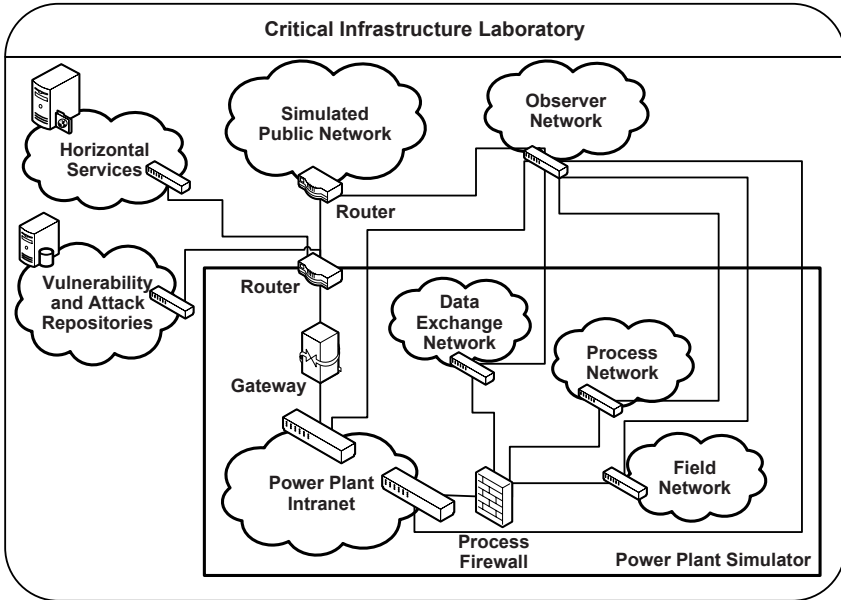 Critical Infrastructure Laboratory
Simulated
Public Network
Observer
Network
Horizontal
Services
Router
Vulnerability
and Attack
Repositories
Router
Data
Exchange
Network
Process
Network
Gateway
Power Plant
Intranet
Field
Network
Process
Firewall
Power Plant Simulator